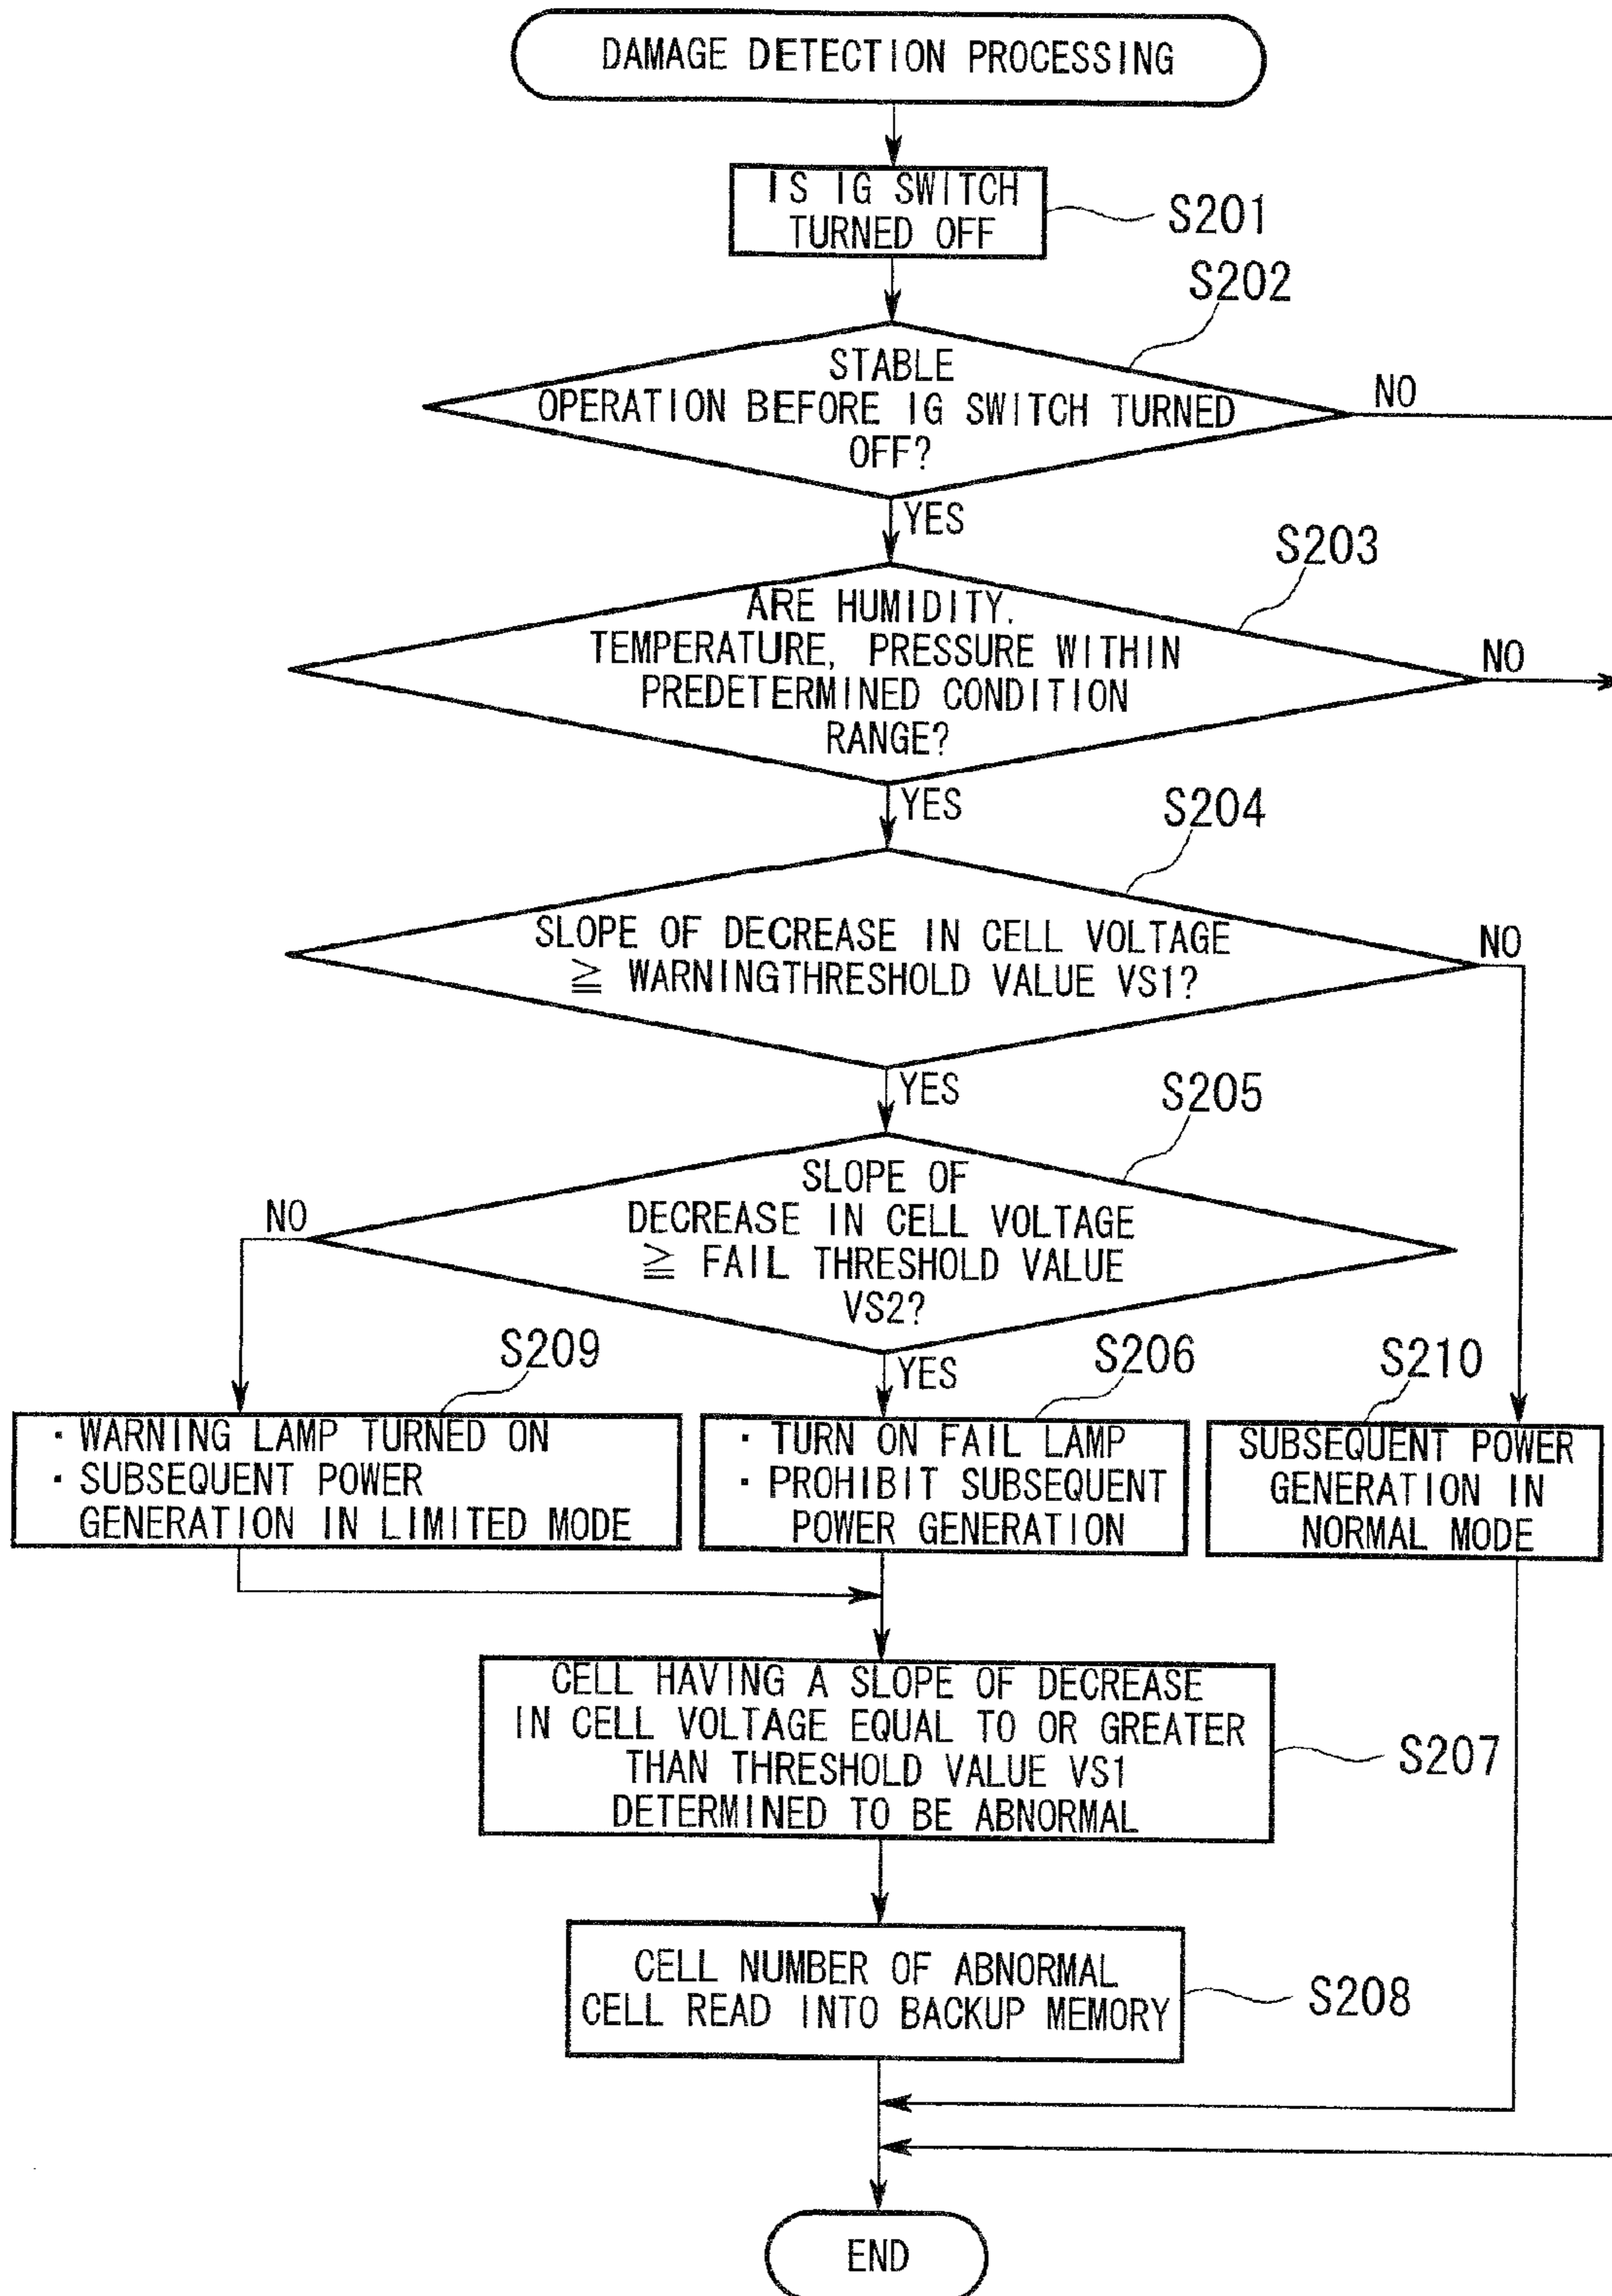 DAMAGE DETECTION PROCESSING
IS IG SWITCH
TURNED OFF
S201
S202
STABLE
OPERATION BEFORE IG SWITCH TURNED
OFF?
NO
YES
S203
ARE HUMIDITY.
TEMPERATURE, PRESSURE WITHIN
PREDETERMINED CONDITION
RANGE?
NO
YES
S204
SLOPE OF DECREASE IN CELL VOLTAGE
≧ WARNINGTHRESHOLD VALUE VS1?
NO
YES
S205
SLOPE OF
DECREASE IN CELL VOLTAGE
≧ FAIL THRESHOLD VALUE
VS2?
NO
YES
S209
· WARNING LAMP TURNED ON
· SUBSEQUENT POWER
GENERATION IN LIMITED MODE
S206
· TURN ON FAIL LAMP
· PROHIBIT SUBSEQUENT
POWER GENERATION
S210
SUBSEQUENT POWER
GENERATION IN
NORMAL MODE
CELL HAVING A SLOPE OF DECREASE
IN CELL VOLTAGE EQUAL TO OR GREATER
THAN THRESHOLD VALUE VS1
DETERMINED TO BE ABNORMAL
S207
CELL NUMBER OF ABNORMAL
CELL READ INTO BACKUP MEMORY
S208
END